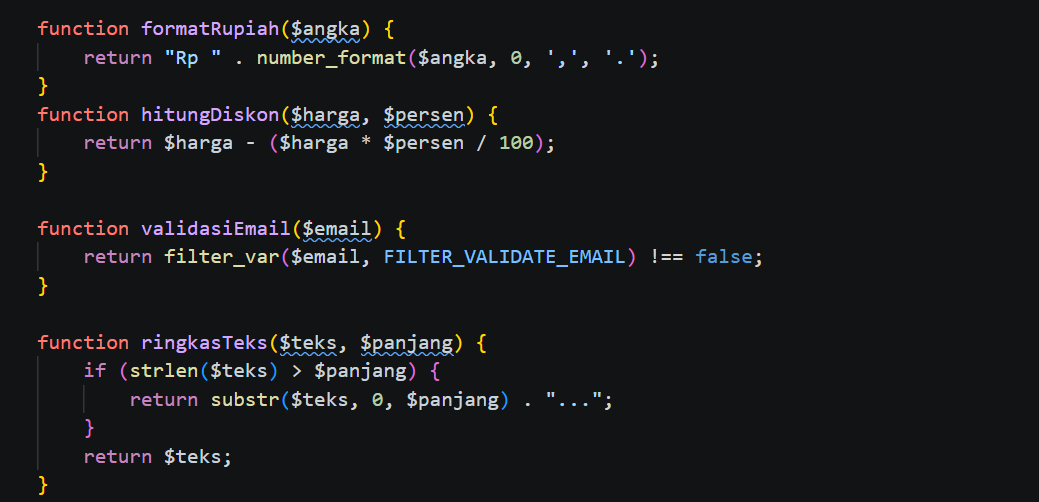 function formatRupiah($angka) {
    return "Rp " . number_format($angka, 0, ',', '.');
}
function hitungDiskon($harga, $persen) {
    return $harga - ($harga * $persen / 100);
}

function validasiEmail($email) {
    return filter_var($email, FILTER_VALIDATE_EMAIL) !== false;
}

function ringkasTeks($teks, $panjang) {
    if (strlen($teks) > $panjang) {
        return substr($teks, 0, $panjang) . "...";
    }
    return $teks;
}